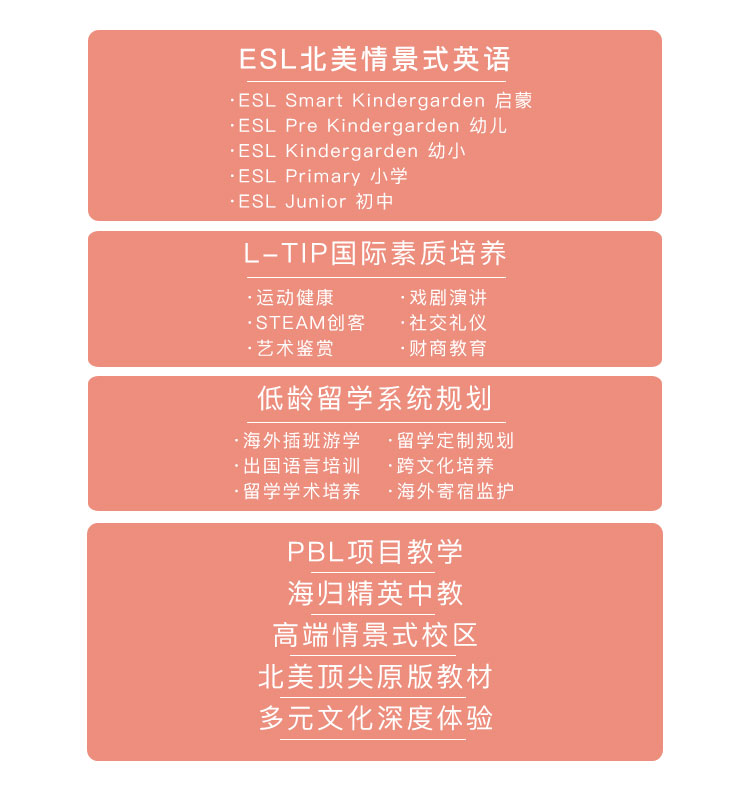 ESL北美情景式英语
·ESL Smart Kindergarden 启蒙
·ESL Pre Kindergarden 幼儿
·ESL Kindergarden 幼小
·ESL Primary 小学
·ESL Junior 初中
L-TIP国际素质培养
·运动健康 ·戏剧演讲
·STEAM创客 ·社交礼仪
·艺术鉴赏 ·财商教育
低龄留学系统规划
·海外插班游学 ·留学定制规划
·出国语言培训 ·跨文化培养
·留学学术培养 ·海外寄宿监护
PBL项目教学
海归精英中教
高端情景式校区
北美顶尖原版教材
多元文化深度体验